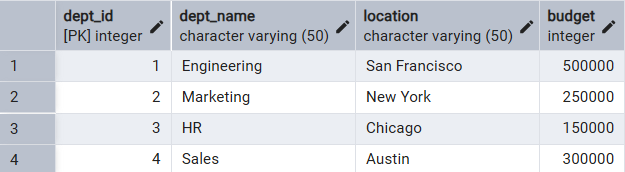 dept_id dept_name location budget
[PK] integer character varying (50) character varying (50) integer
1 1 Engineering San Francisco 500000
2 2 Marketing New York 250000
3 3 HR Chicago 150000
4 4 Sales Austin 300000